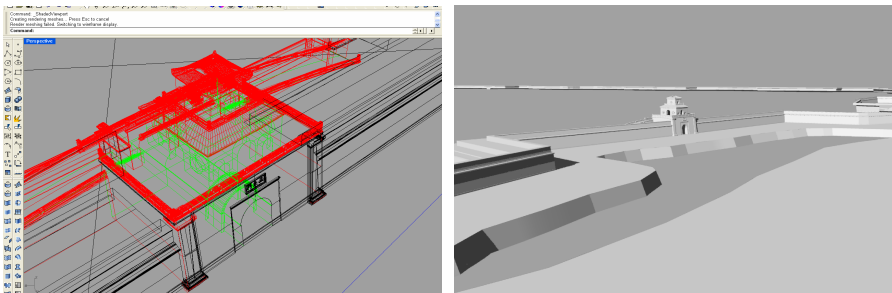 Command: _ShadedViewport
Creating rendering meshes... Press Esc to cancel
Render meshing failed. Switching to wireframe display.
Command:
Perspective